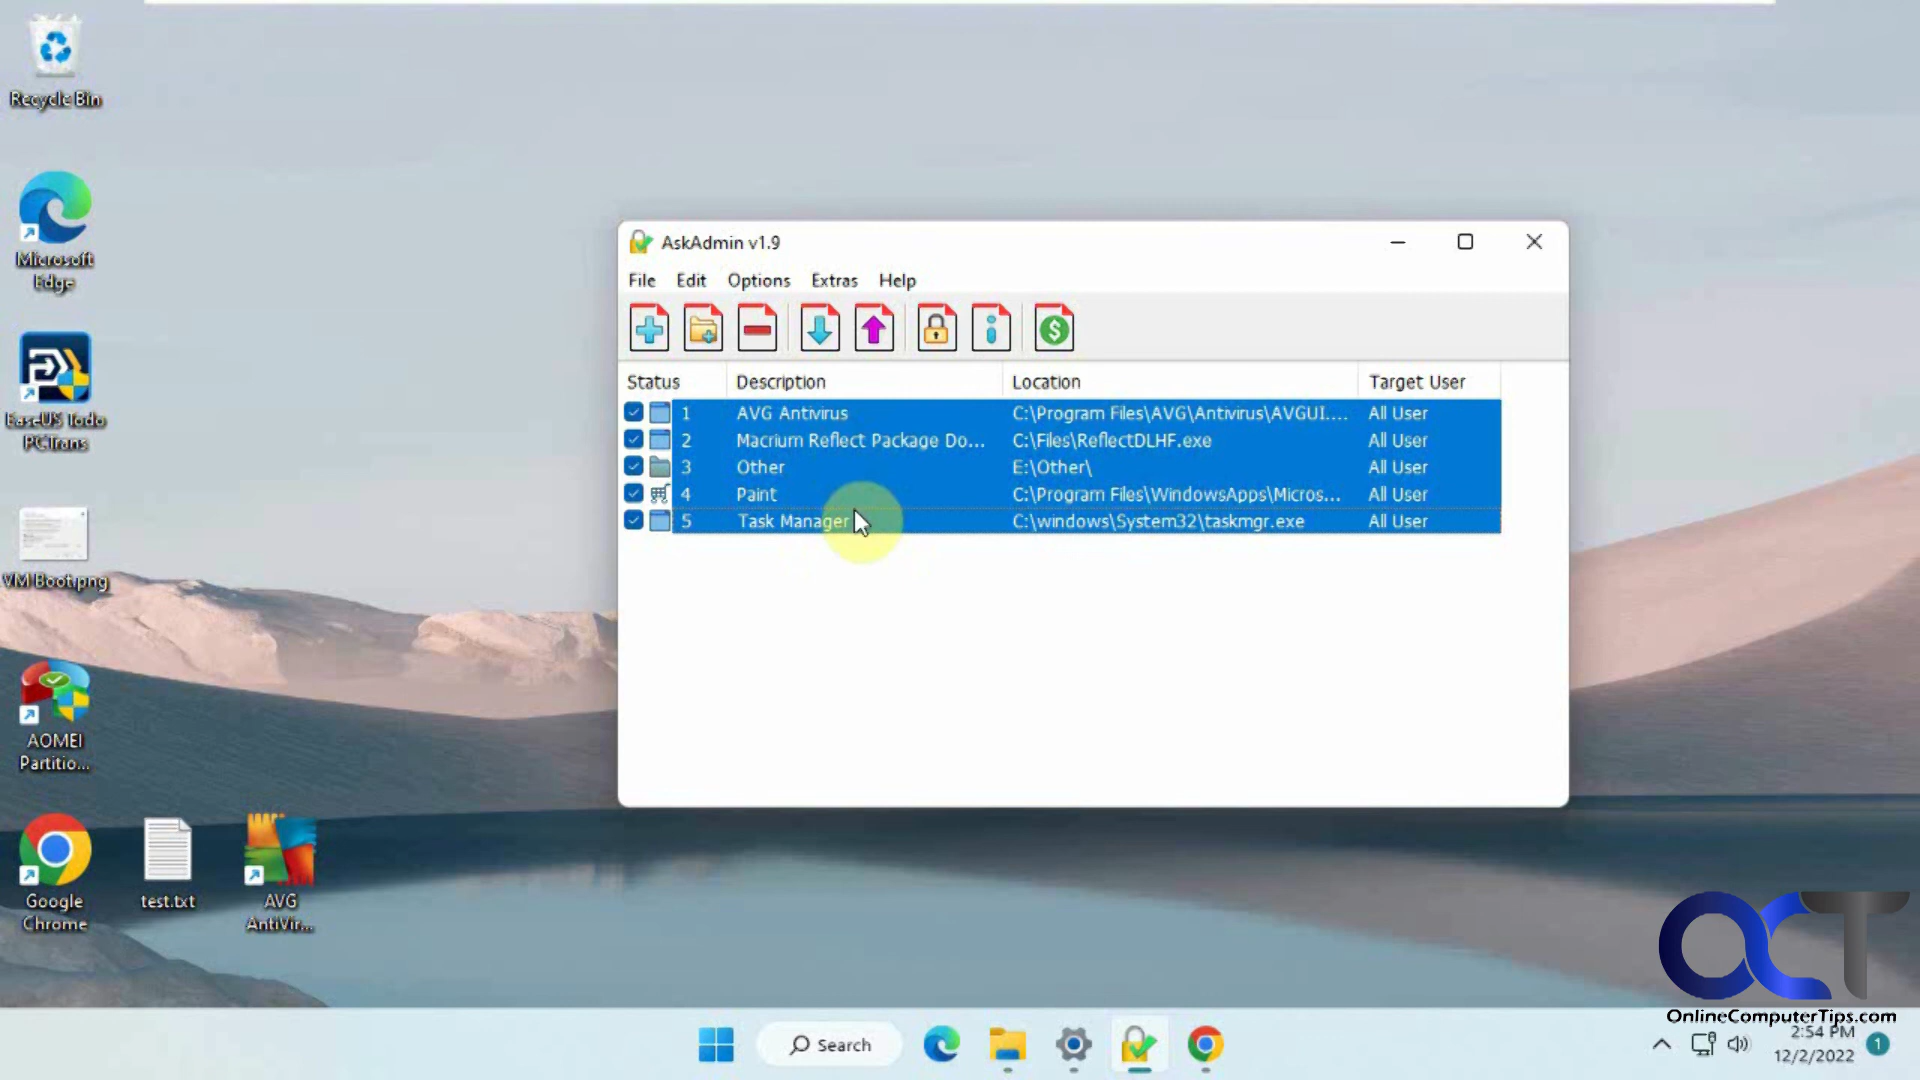 Recycle Bin
Microsoft
Edge
EaseUS Todo
PCTrans
VM Boot.png
AOMEI
Partitio...
Google
Chrome
test.txt
AVG
AntiVir...
AskAdmin v1.9
File Edit Options Extras Help
Status Description Location Target User
1 AVG Antivirus C:\Program Files\AVG\Antivirus\AVGUI.... All User
2 Macrium Reflect Package Do... C:\Files\ReflectDLHF.exe All User
3 Other E:\Other\ All User
4 Paint C:\Program Files\WindowsApps\Micros... All User
5 Task Manager C:\windows\System32\taskmgr.exe All User
OCT
OnlineComputerTips.com
Search
2:54 PM
12/2/2022
1